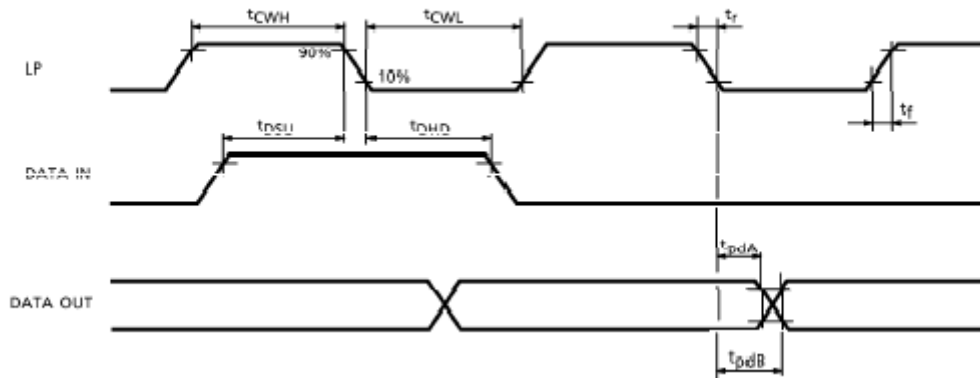 tCWH
tCWL
tr
LP
90%
10%
tf
tDSU
tDHD
DATA IN
tpdA
DATA OUT
tpdB